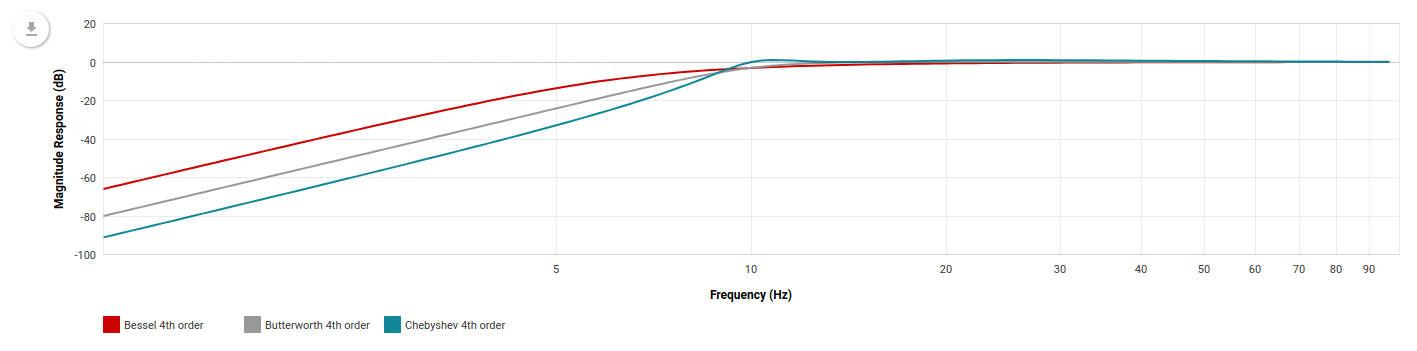 20
0
-20
-40
-60
-80
-100
Magnitude Response (dB)
5 10 20 30 40 50 60 70 80 90
Frequency (Hz)
Bessel 4th order Butterworth 4th order Chebyshev 4th order